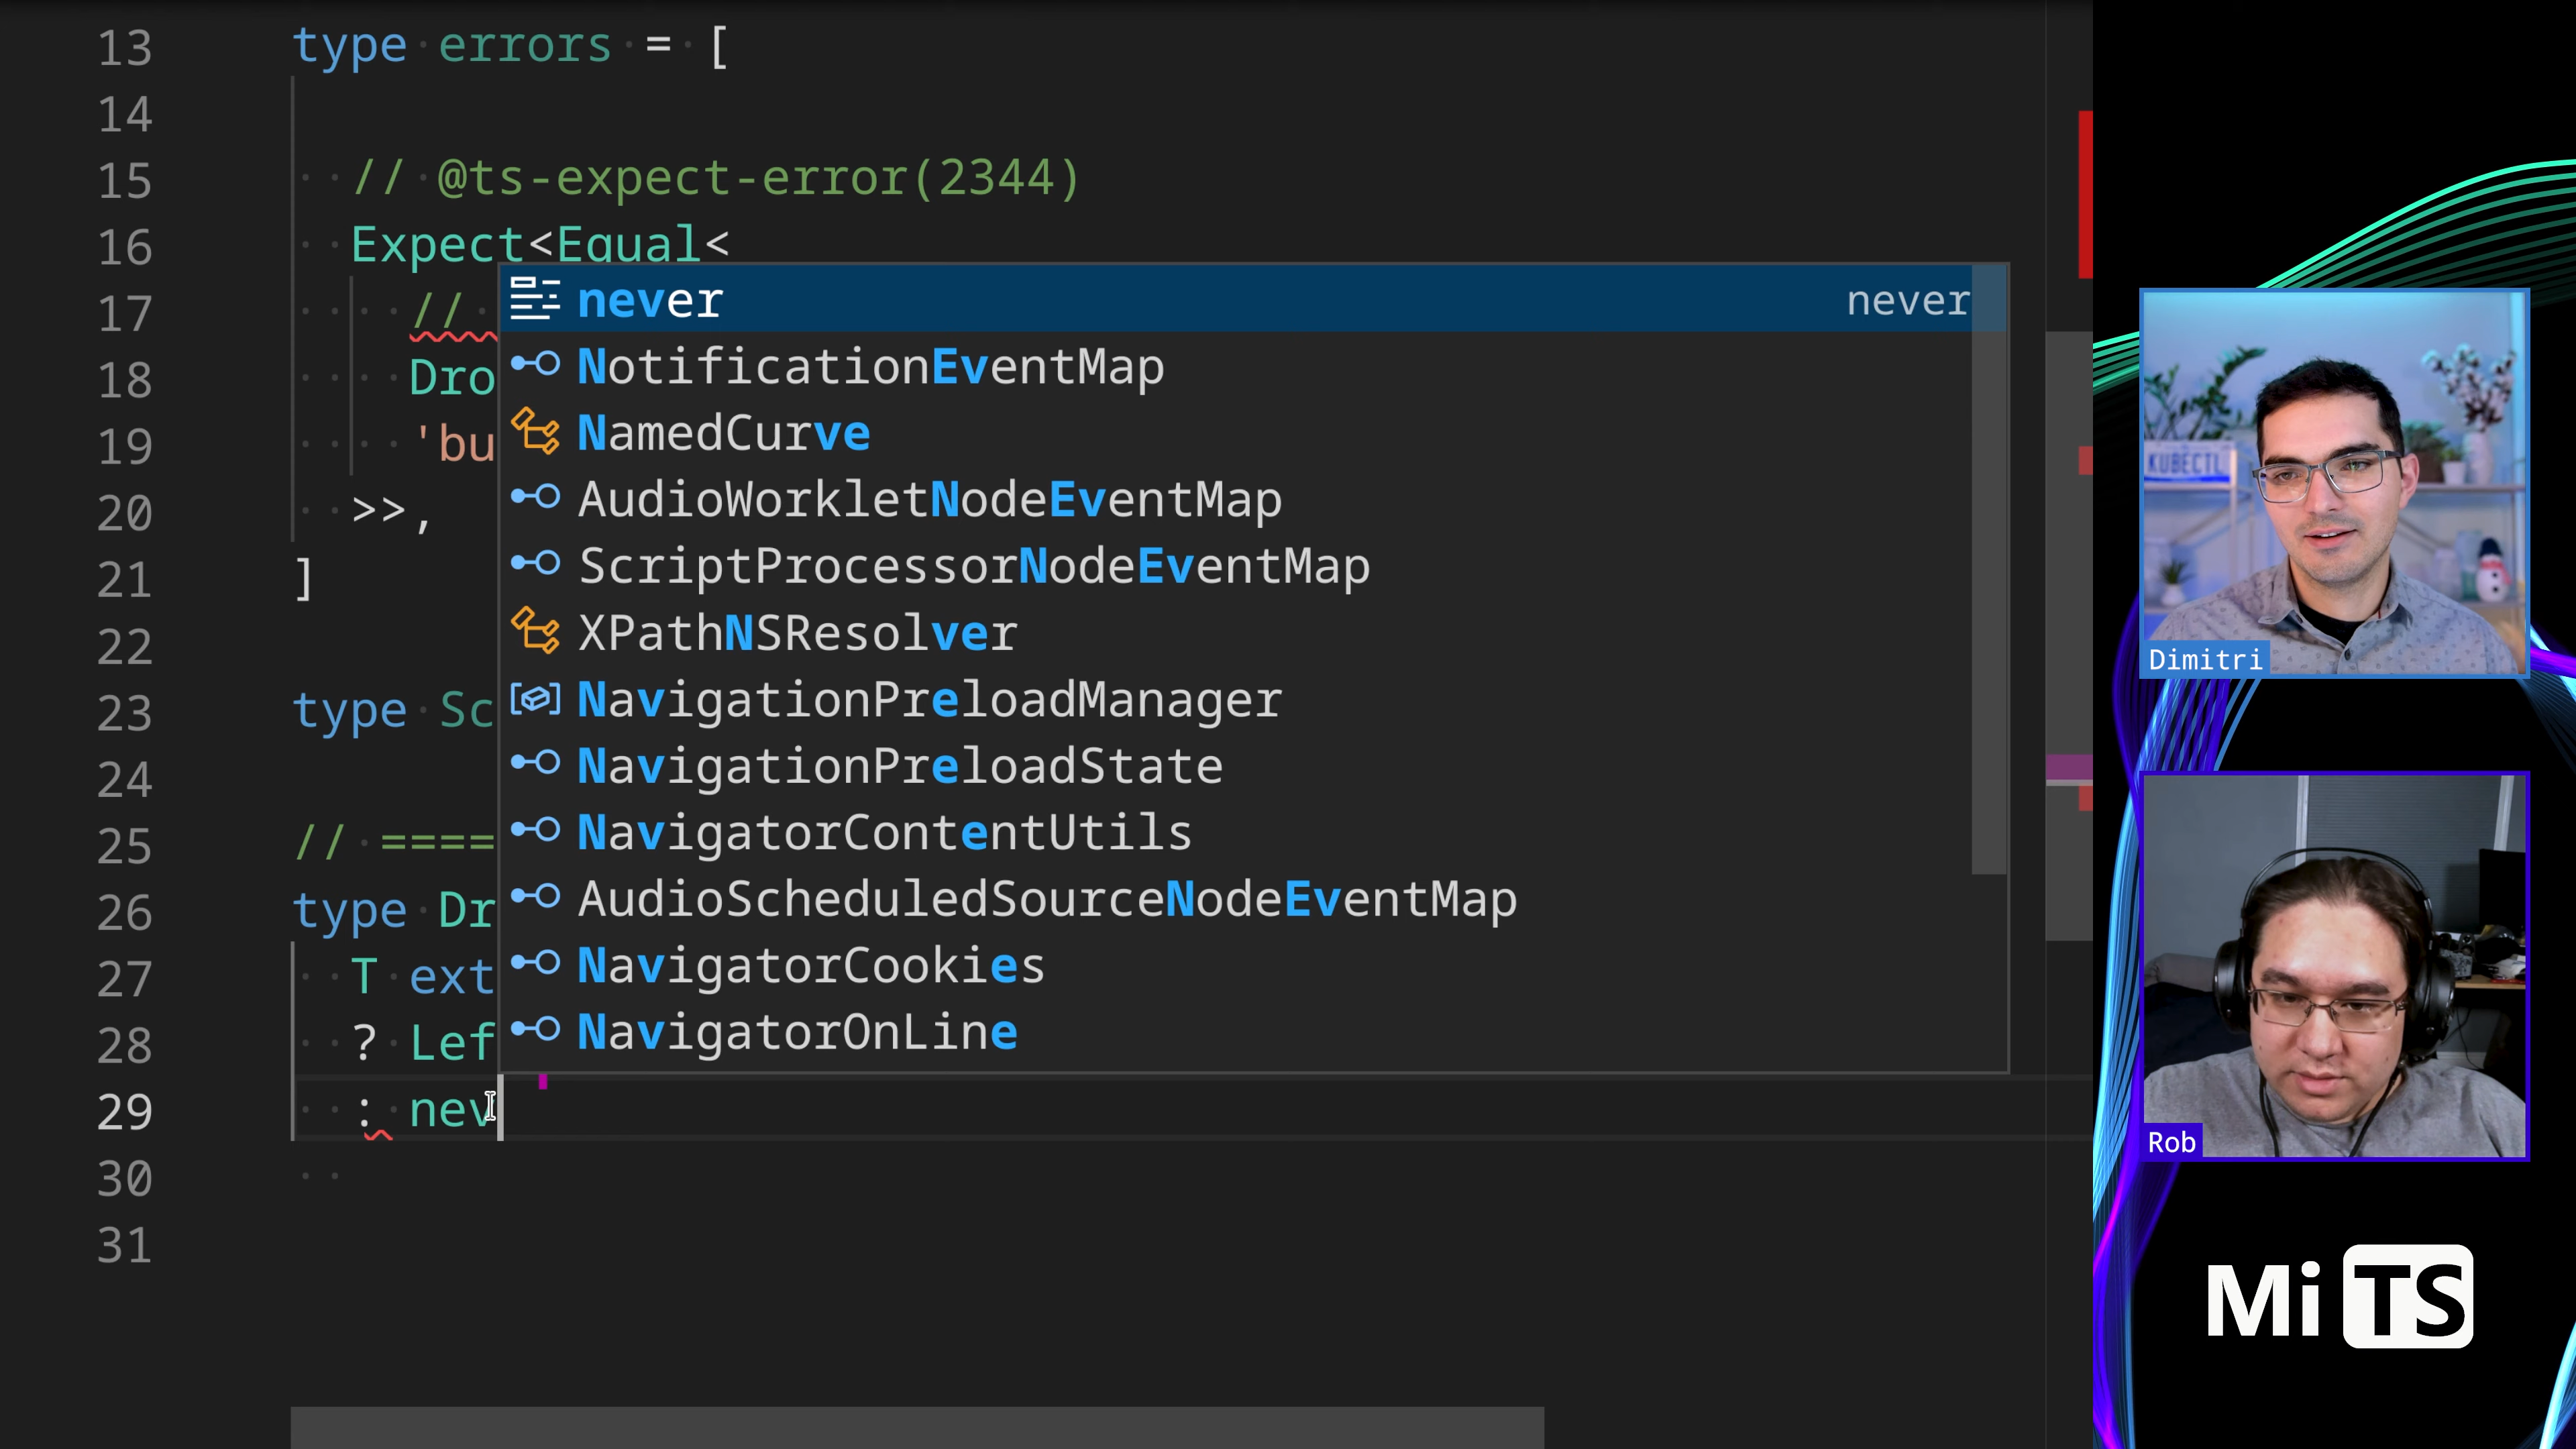 13 type errors = [
14
15 // @ts-expect-error(2344)
16 Expect<Equal<
17 //
18 Dro
19 'bu
20 >>,
21 ]
22
23 type Sc
24
25 // ====
26 type Dr
27 T ext
28 ? Lef
29 : nev
30
31
never never
NotificationEventMap
NamedCurve
AudioWorkletNodeEventMap
ScriptProcessorNodeEventMap
XPathNSResolver
NavigationPreloadManager
NavigationPreloadState
NavigatorContentUtils
AudioScheduledSourceNodeEventMap
NavigatorCookies
NavigatorOnLine
KUBECTL
Dimitri
Rob
Mi TS